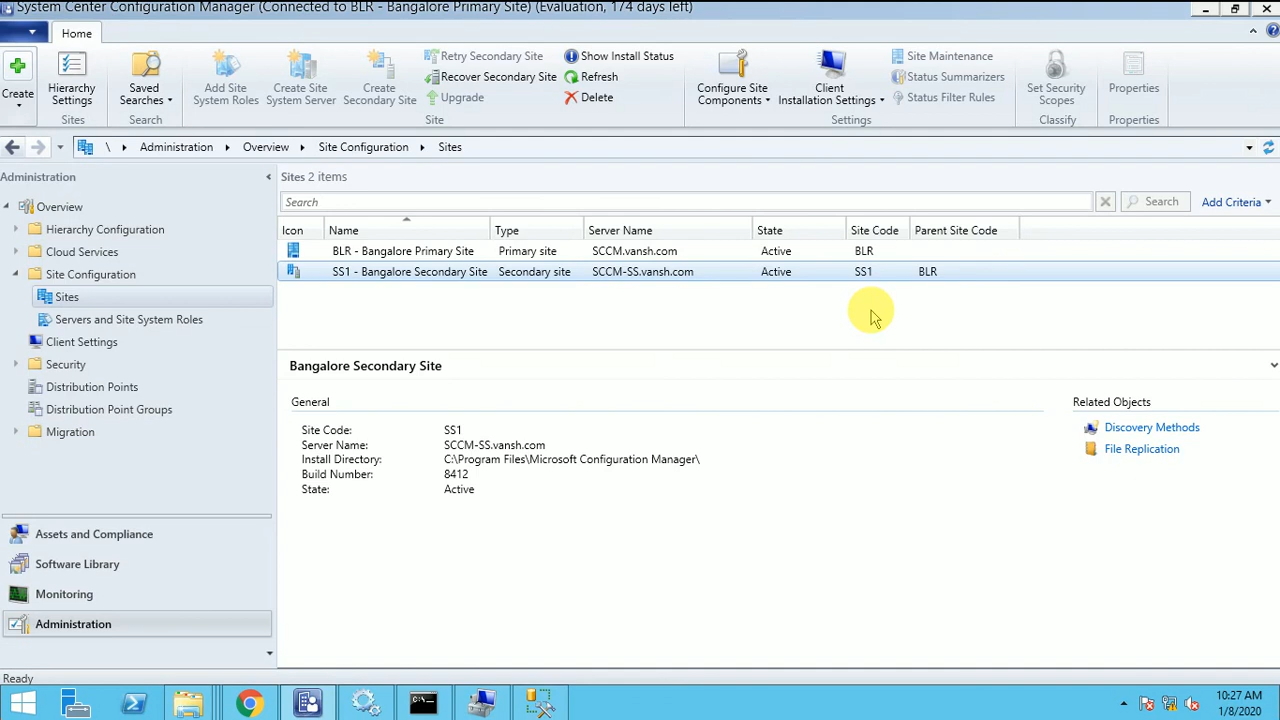 System Center Configuration Manager (Connected to BLR - Bangalore Primary Site) (Evaluation, 174 days left)
Home
Create
Hierarchy Settings
Sites
Saved Searches
Search
Add Site System Roles
Create Site System Server
Create Secondary Site
Retry Secondary Site
Recover Secondary Site
Upgrade
Show Install Status
Refresh
Delete
Site
Configure Site Components
Client Installation Settings
Site Maintenance
Status Summarizers
Status Filter Rules
Settings
Set Security Scopes
Classify
Properties
Properties
\ Administration Overview Site Configuration Sites
Administration
Overview
Hierarchy Configuration
Cloud Services
Site Configuration
Sites
Servers and Site System Roles
Client Settings
Security
Distribution Points
Distribution Point Groups
Migration
Assets and Compliance
Software Library
Monitoring
Administration
Sites 2 items
Search
Search
Add Criteria
Icon Name Type Server Name State Site Code Parent Site Code
BLR - Bangalore Primary Site Primary site SCCM.vansh.com Active BLR
SS1 - Bangalore Secondary Site Secondary site SCCM-SS.vansh.com Active SS1 BLR
Bangalore Secondary Site
General
Site Code: SS1
Server Name: SCCM-SS.vansh.com
Install Directory: C:\Program Files\Microsoft Configuration Manager\
Build Number: 8412
State: Active
Related Objects
Discovery Methods
File Replication
Ready
10:27 AM
1/8/2020